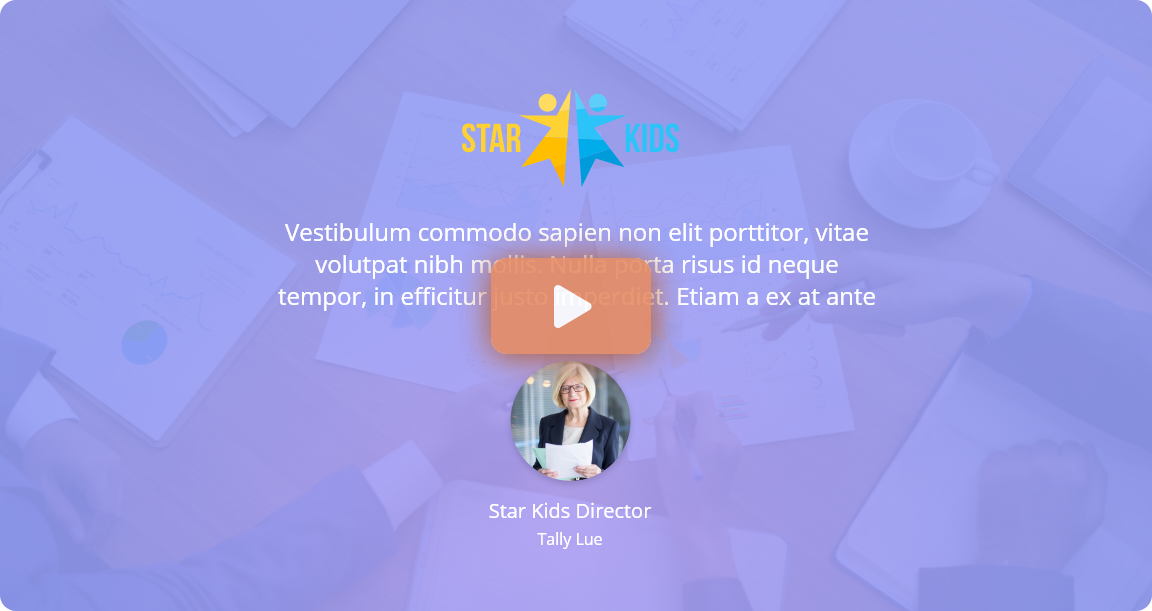 STAR KIDS
Vestibulum commodo sapien non elit porttitor, vitae
volutpat nibh mollis. Nulla porta risus id neque
tempor, in efficitur justo imperdiet. Etiam a ex at ante
Star Kids Director
Tally Lue